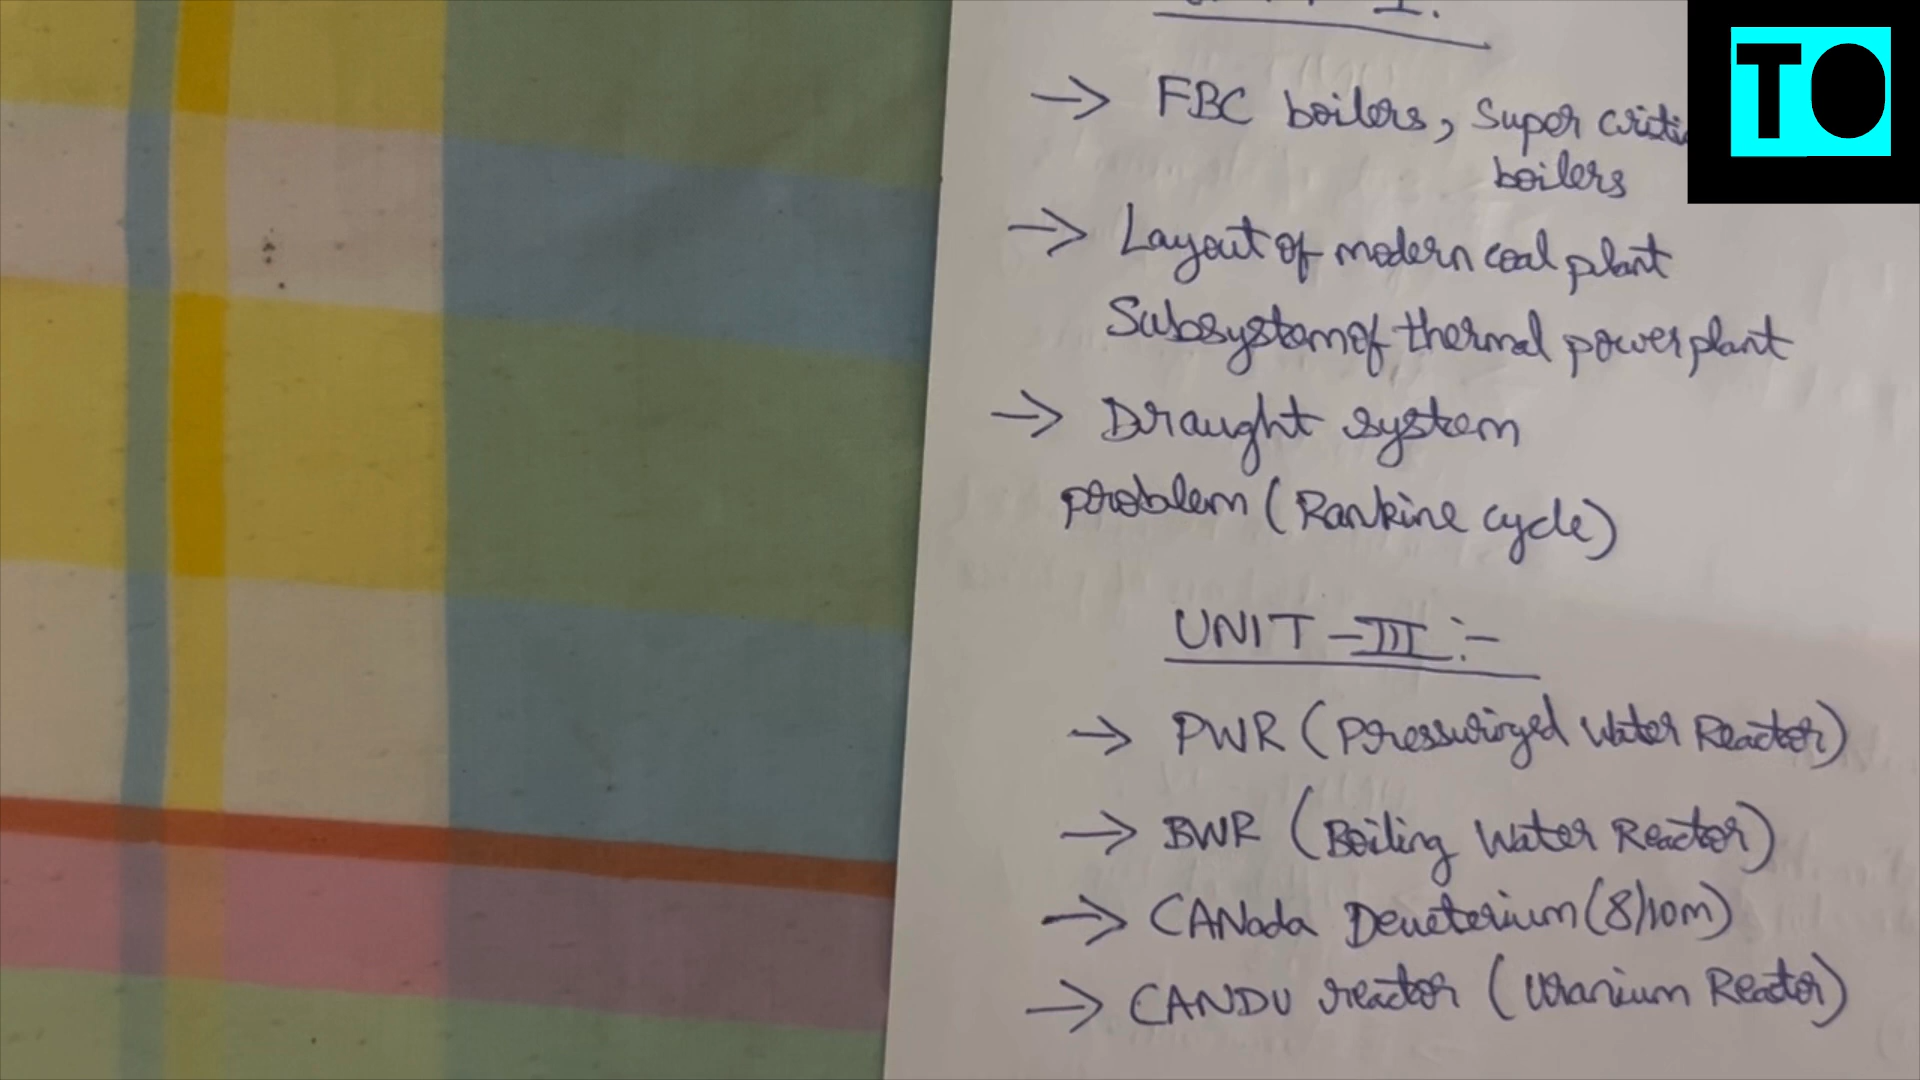 I.
TO
→ FBC boilers, Super critic
boilers
→ Layout of modern coal plant
Subsystem of thermal power plant
→ Draught system
problem (Rankine cycle)
UNIT -III :-
→ PWR (Pressurized Water Reactor)
→ BWR (Boiling Water Reactor)
→ CANada Deuterium (8/10m)
→ CANDU reactor (Uranium Reactor)